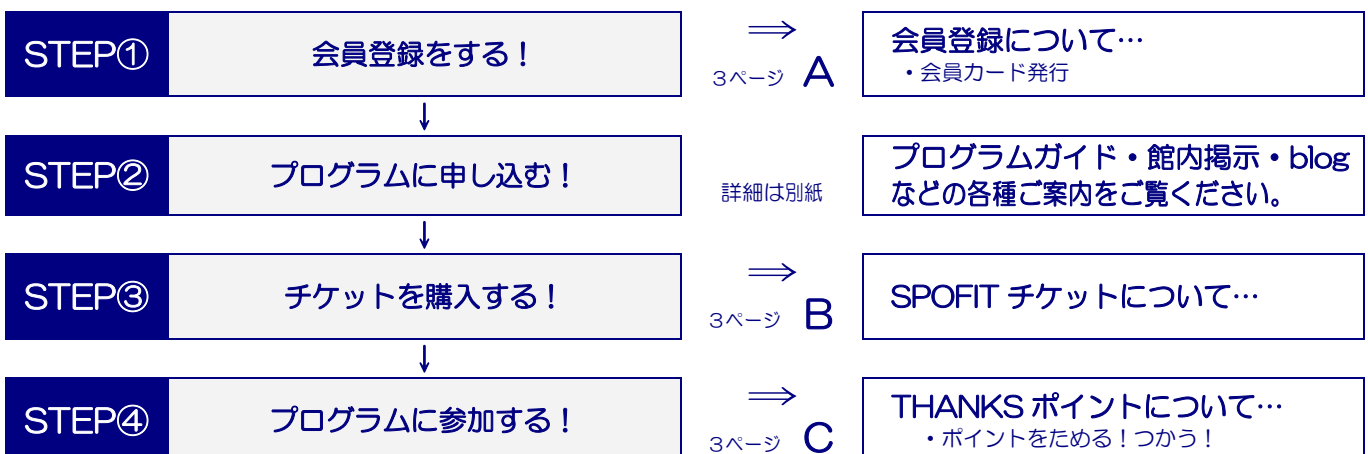 STEP① 会員登録をする！ ⇒ 会員登録について…
3ページ A ・会員カード発行
↓
STEP② プログラムに申し込む！ 詳細は別紙 プログラムガイド・館内掲示・blog
などの各種ご案内をご覧ください。
↓
STEP③ チケットを購入する！ ⇒ SPOFIT チケットについて…
3ページ B
↓
STEP④ プログラムに参加する！ ⇒ THANKS ポイントについて…
3ページ C ・ポイントをためる！つかう！